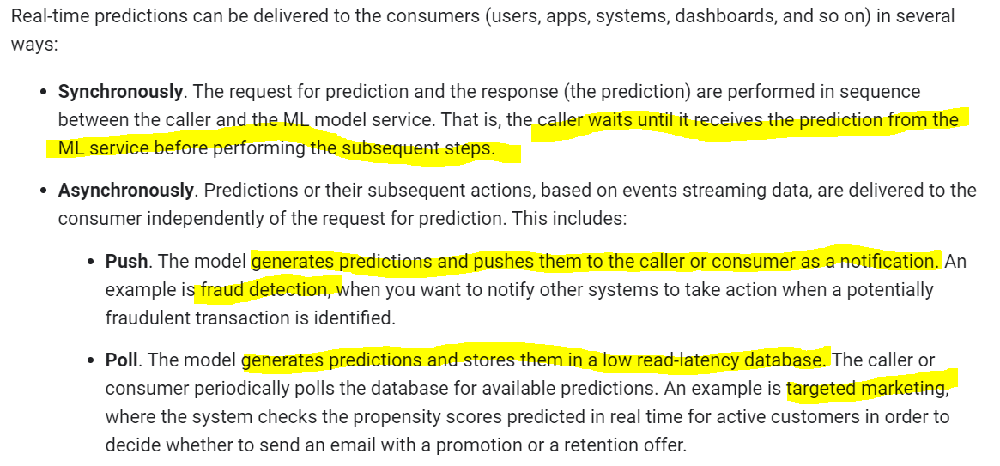 Real-time predictions can be delivered to the consumers (users, apps, systems, dashboards, and so on) in several
ways:
• Synchronously. The request for prediction and the response (the prediction) are performed in sequence
between the caller and the ML model service. That is, the caller waits until it receives the prediction from the
ML service before performing the subsequent steps.
• Asynchronously. Predictions or their subsequent actions, based on events streaming data, are delivered to the
consumer independently of the request for prediction. This includes:
• Push. The model generates predictions and pushes them to the caller or consumer as a notification. An
example is fraud detection, when you want to notify other systems to take action when a potentially
fraudulent transaction is identified.
• Poll. The model generates predictions and stores them in a low read-latency database. The caller or
consumer periodically polls the database for available predictions. An example is targeted marketing,
where the system checks the propensity scores predicted in real time for active customers in order to
decide whether to send an email with a promotion or a retention offer.